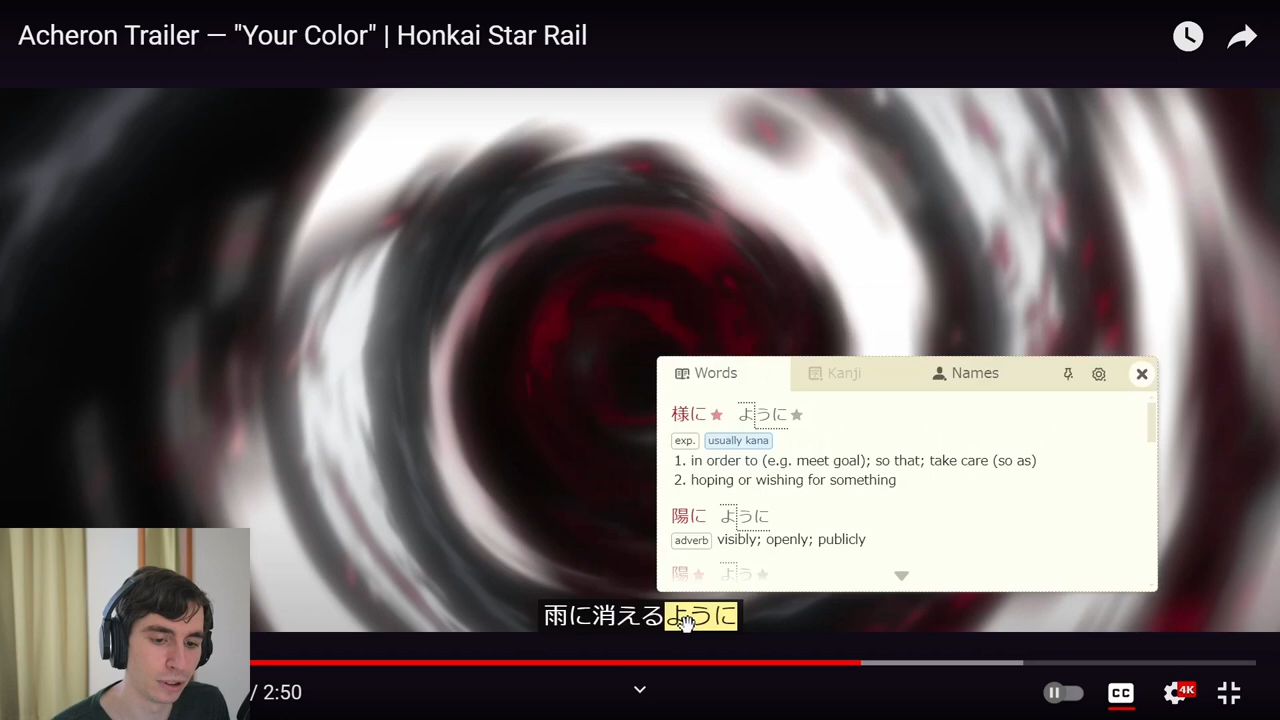 Acheron Trailer — "Your Color" | Honkai Star Rail
Words
Kanji
Names
様に★ ように★
exp. usually kana
1. in order to (e.g. meet goal); so that; take care (so as)
2. hoping or wishing for something
陽に ように
adverb visibly; openly; publicly
陽★ よう★
雨に消えるように
/ 2:50
CC
4K